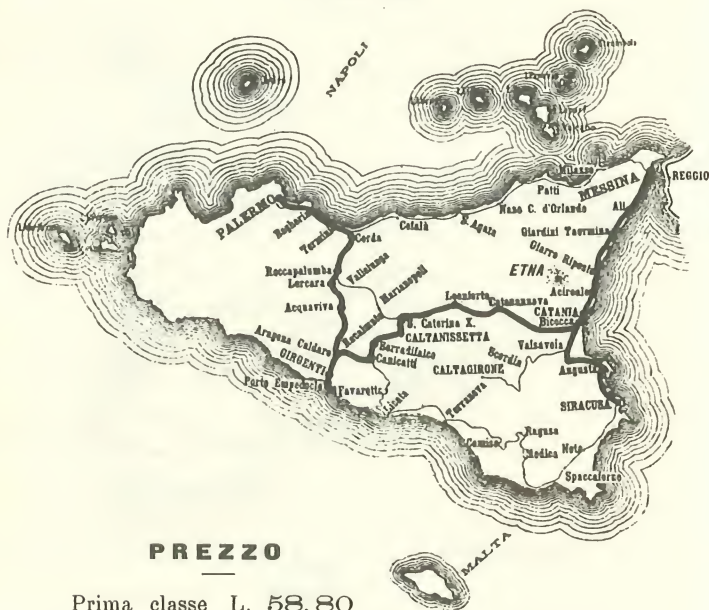 NAPOLI
Milazzo
REGGIO
MESSINA
Patti
Naso C. d'Orlando
Alì
PALERMO
Bagheria
Termini
Cerda
Cefalù
S. Agata
Giardini Taormina
Giarre Riposto
ETNA
Roccapalumba
Lercara
Vallelunga
Marianopoli
Acireale
Acquaviva
Leonforte
Catenanuova
CATANIA
Bicocca
Racalmuto
S. Caterina X.
CALTANISSETTA
Aragona Caldare
GIRGENTI
Serradifalco
Canicattì
Scordia
Valsavoia
CALTAGIRONE
Augusta
Porto Empedocle
Favarotta
Licata
Terranova
SIRACUSA
Comiso
Ragusa
Modica
Noto
Spaccaforno
MALTA
PREZZO
Prima classe L. 58.80